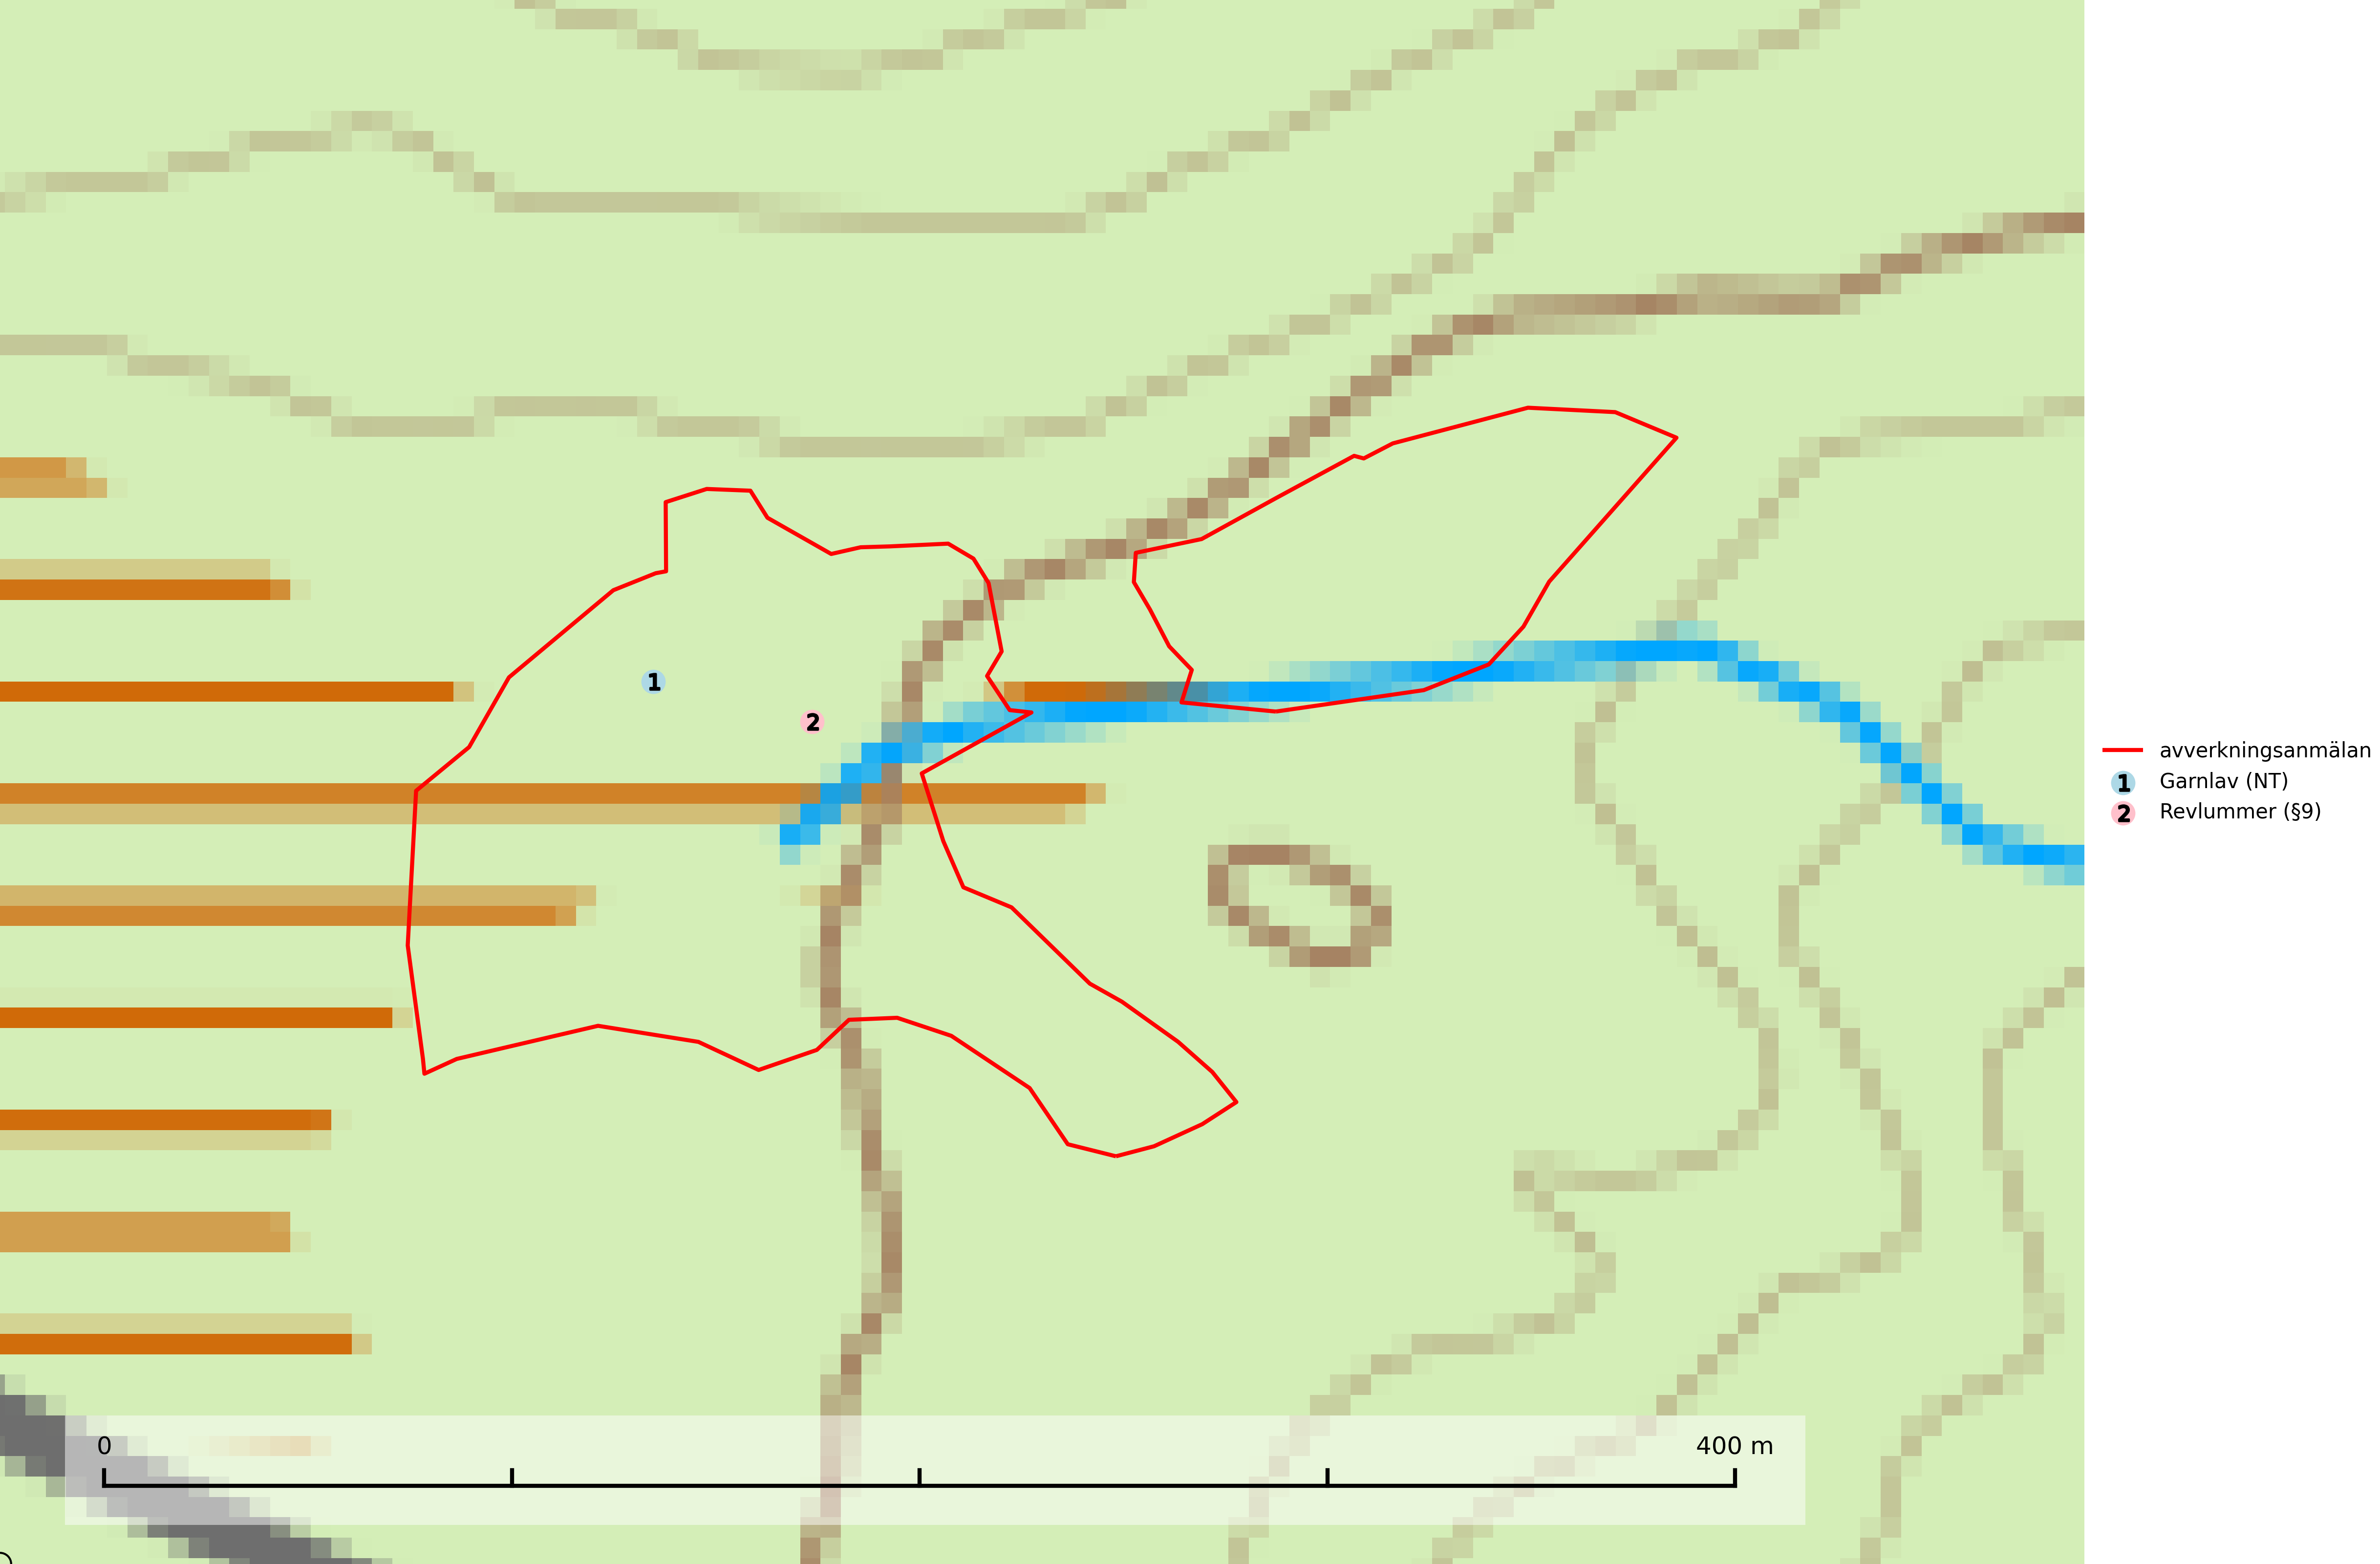 1
2
avverkningsanmälan
1 Garnlav (NT)
2 Revlummer (§9)
0 400 m